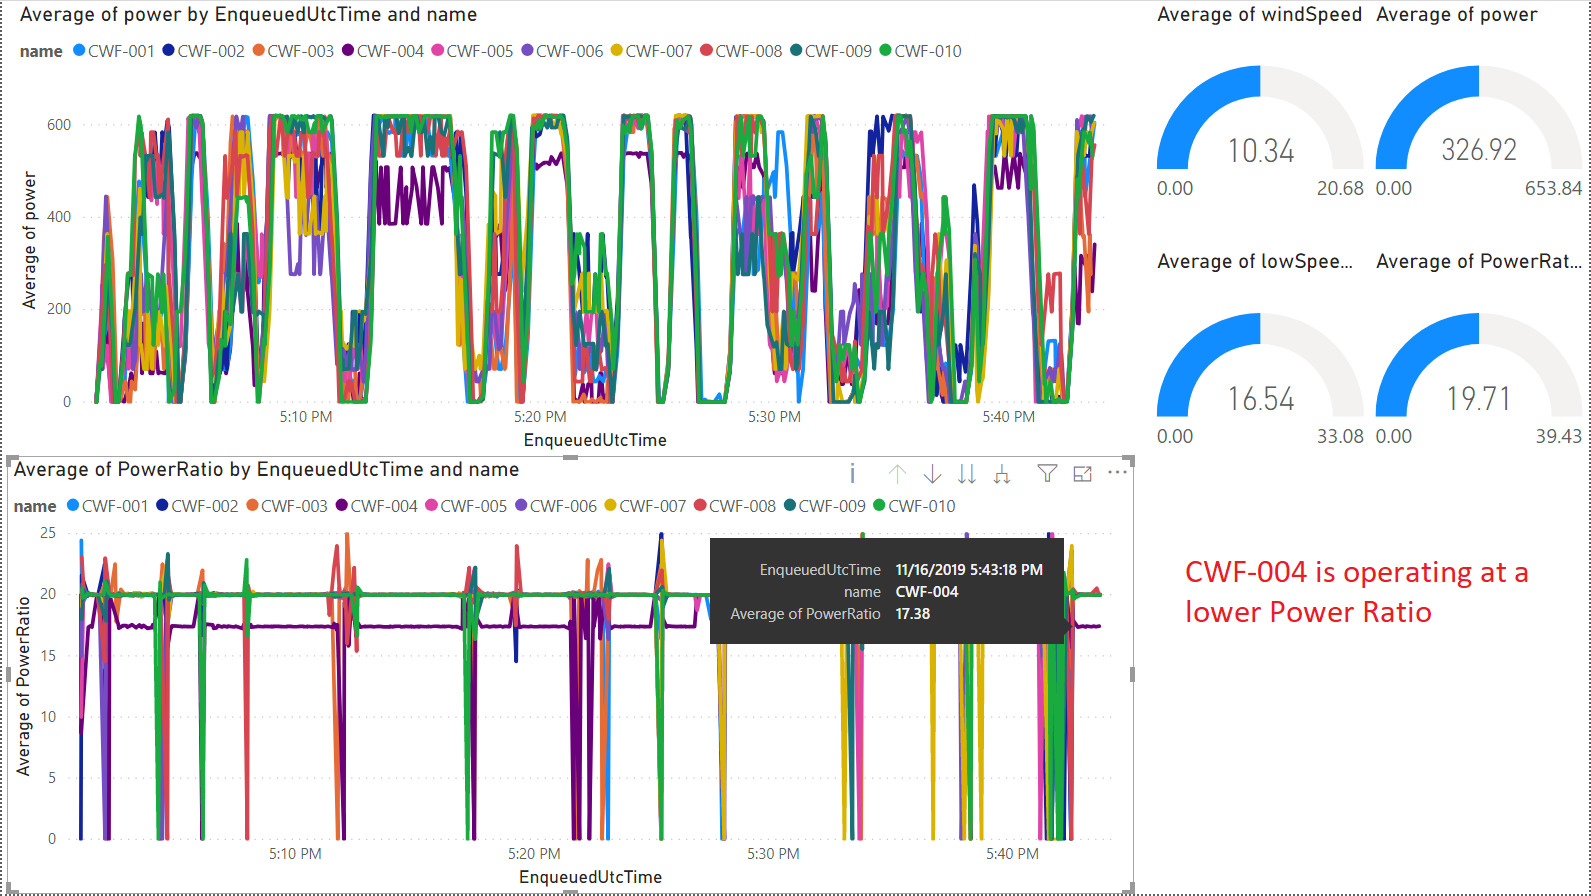 Average of power by EnqueuedUtcTime and name
name CWF-001 CWF-002 CWF-003 CWF-004 CWF-005 CWF-006 CWF-007 CWF-008 CWF-009 CWF-010
Average of power
600
400
200
0
5:10 PM 5:20 PM 5:30 PM 5:40 PM
EnqueuedUtcTime
Average of windSpeed
10.34
0.00 20.68
Average of power
326.92
0.00 653.84
Average of lowSpee...
16.54
0.00 33.08
Average of PowerRat...
19.71
0.00 39.43
Average of PowerRatio by EnqueuedUtcTime and name
name CWF-001 CWF-002 CWF-003 CWF-004 CWF-005 CWF-006 CWF-007 CWF-008 CWF-009 CWF-010
Average of PowerRatio
25
20
15
10
5
0
5:10 PM 5:20 PM 5:30 PM 5:40 PM
EnqueuedUtcTime
EnqueuedUtcTime 11/16/2019 5:43:18 PM
name CWF-004
Average of PowerRatio 17.38
CWF-004 is operating at a
lower Power Ratio